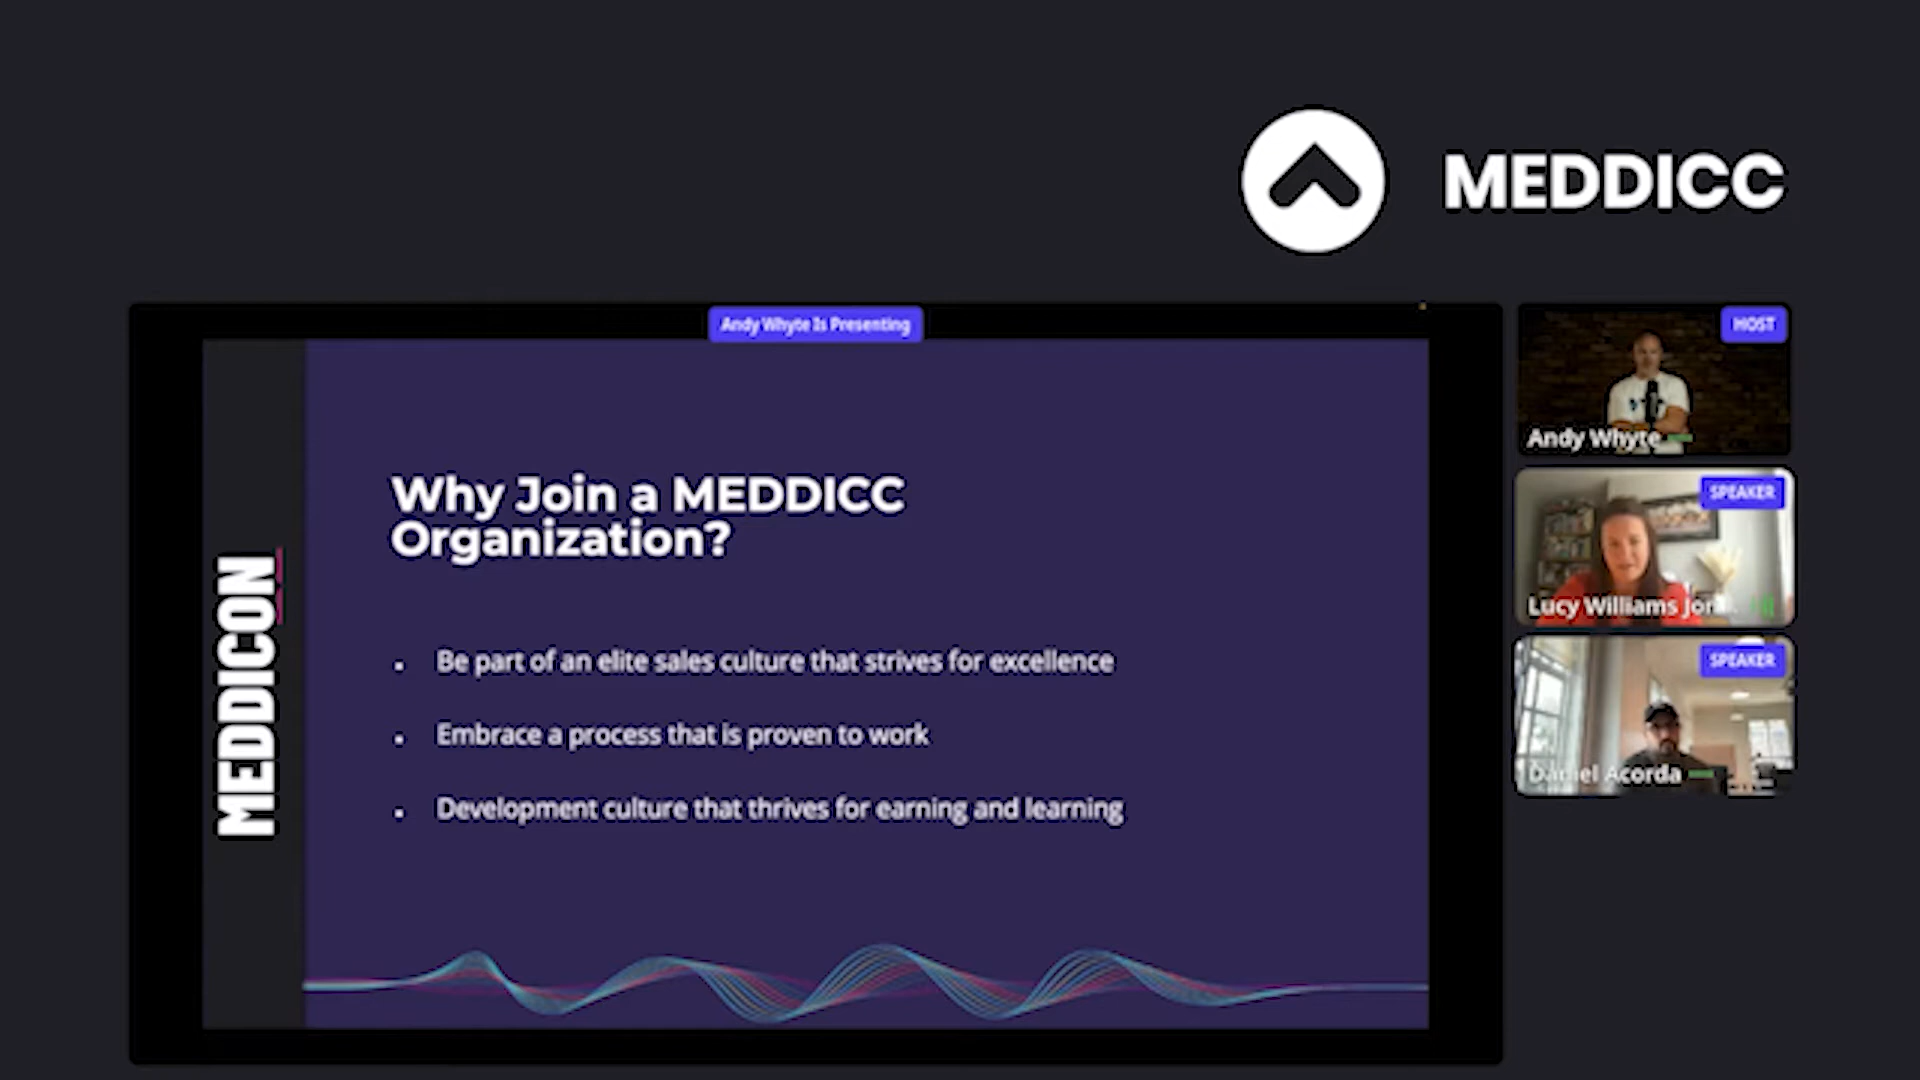 MEDDICC
Andy Whyte Is Presenting
HOST
Andy Whyte
SPEAKER
Lucy Williams Jon...
SPEAKER
Daniel Acorda
MEDDICON
Why Join a MEDDICC
Organization?
Be part of an elite sales culture that strives for excellence
Embrace a process that is proven to work
Development culture that thrives for earning and learning